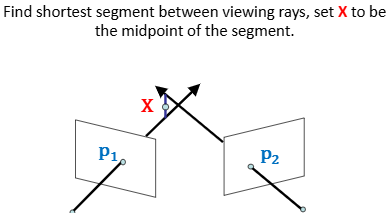 Find shortest segment between viewing rays, set X to be
the midpoint of the segment.
X
p1
p2